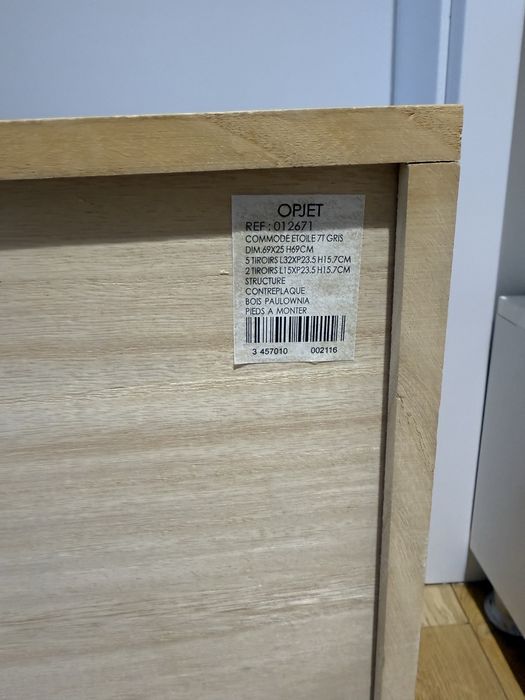 OPJET
REF : 012671
COMMODE ETOILE 7T GRIS
DIM.69X25 H69CM
5 TIROIRS L32XP23.5 H15.7CM
2 TIROIRS L15XP23.5 H15.7CM
STRUCTURE
CONTREPLAQUE
BOIS PAULOWNIA
PIEDS A MONTER
3 457010 002116